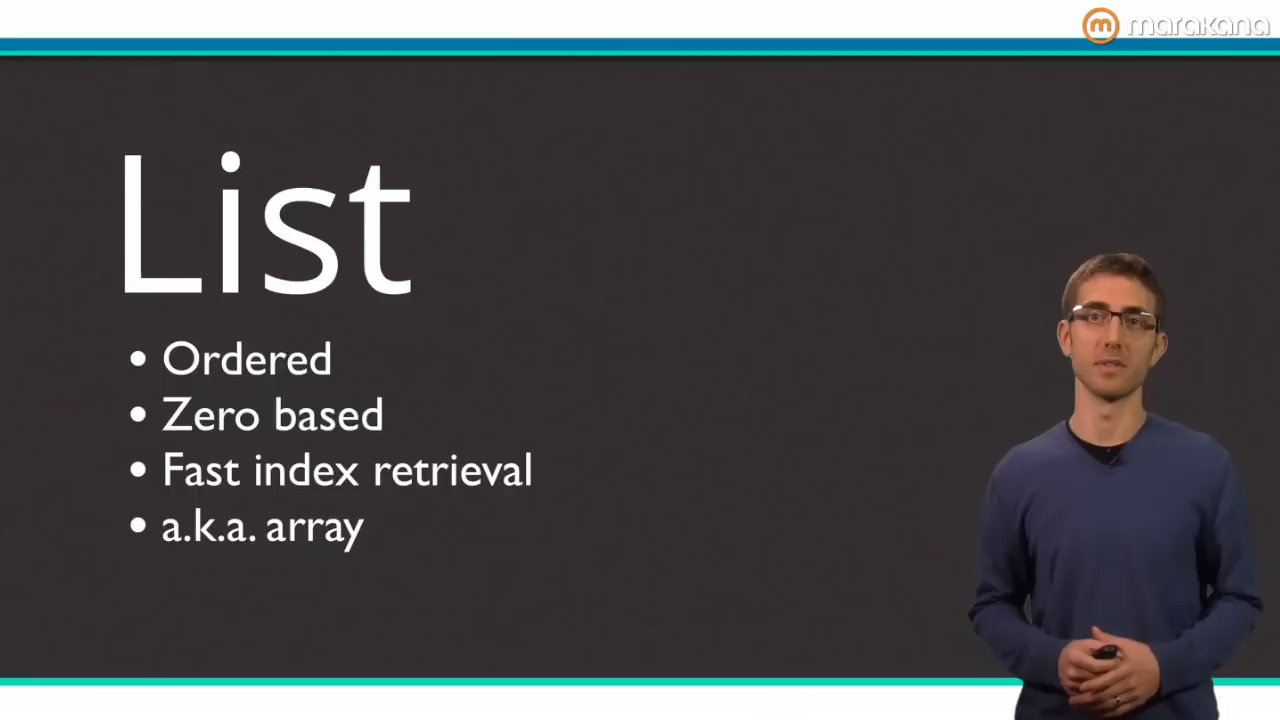 marakana
List
• Ordered
• Zero based
• Fast index retrieval
• a.k.a. array